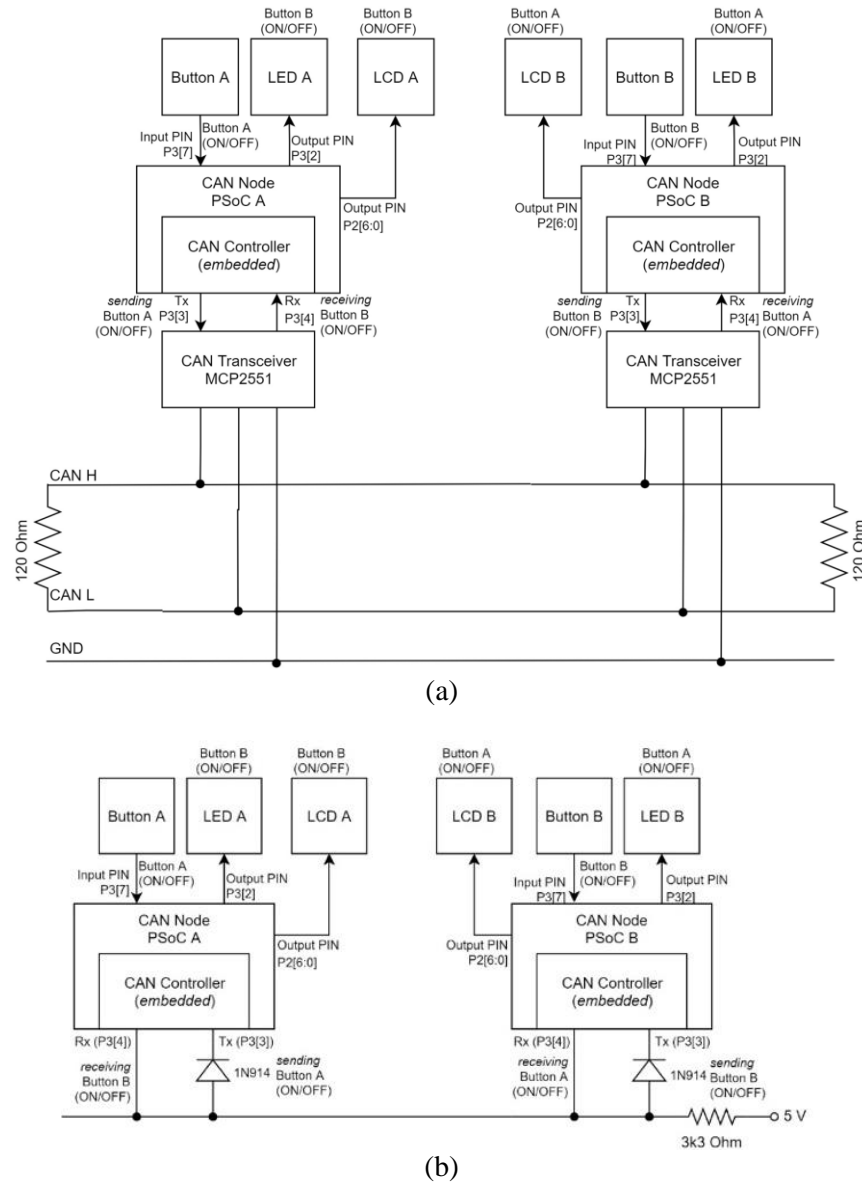 Button B
(ON/OFF)
Button B
(ON/OFF)
Button A
(ON/OFF)
Button A
(ON/OFF)
Button A
LED A
LCD A
LCD B
Button B
LED B
Input PIN
P3[7]
Button A
(ON/OFF)
Output PIN
P3[2]
Input PIN
P3[7]
Button B
(ON/OFF)
Output PIN
P3[2]
CAN Node
PSoC A
Output PIN
P2[6:0]
CAN Node
PSoC B
Output PIN
P2[6:0]
CAN Controller
(embedded)
CAN Controller
(embedded)
sending
Button A
(ON/OFF)
Tx
P3[3]
Rx
P3[4]
receiving
Button B
(ON/OFF)
sending
Button B
(ON/OFF)
Tx
P3[3]
Rx
P3[4]
receiving
Button A
(ON/OFF)
CAN Transceiver
MCP2551
CAN Transceiver
MCP2551
CAN H
120 Ohm
120 Ohm
CAN L
GND
(a)
Button B
(ON/OFF)
Button B
(ON/OFF)
Button A
(ON/OFF)
Button A
(ON/OFF)
Button A
LED A
LCD A
LCD B
Button B
LED B
Input PIN
P3[7]
Button A
(ON/OFF)
Output PIN
P3[2]
Input PIN
P3[7]
Button B
(ON/OFF)
Output PIN
P3[2]
CAN Node
PSoC A
Output PIN
P2[6:0]
CAN Node
PSoC B
Output PIN
P2[6:0]
CAN Controller
(embedded)
CAN Controller
(embedded)
Rx (P3[4])
Tx (P3[3])
Rx (P3[4])
Tx (P3[3])
receiving
Button B
(ON/OFF)
1N914
sending
Button A
(ON/OFF)
receiving
Button A
(ON/OFF)
1N914
sending
Button B
(ON/OFF)
5 V
3k3 Ohm
(b)